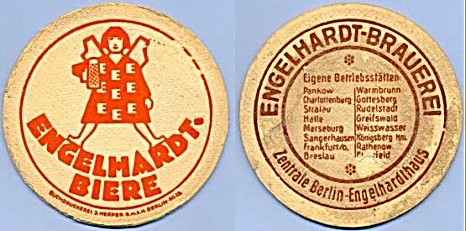 E E
E E E
E E E
ENGELHARDT-
BIERE
ENGELHARDT-BRAUEREI
Eigene Betriebsstätten:
Pankow
Charlottenburg
Stralau
Halle
Merseburg
Sangerhausen
Frankfurt/o.
Breslau
Warmbrunn
Gottesberg
Rudelstadt
Greifswald
Weisswasser
Königsberg Nm.
Rathenow
Zentrale Berlin-Engelhardthaus